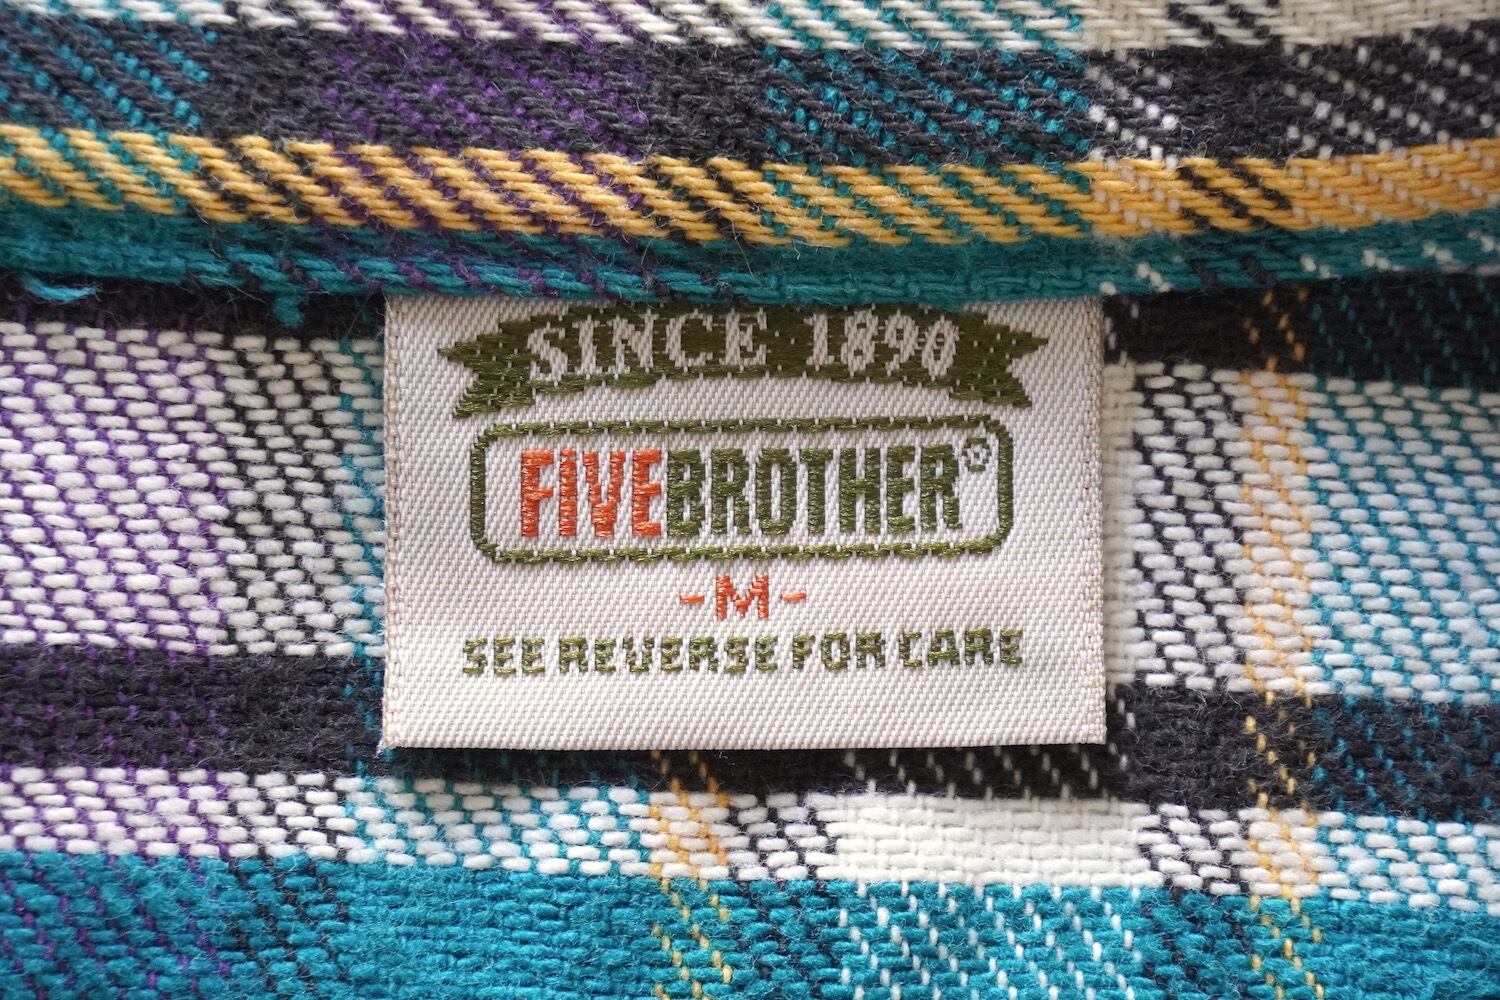 SINCE 1890
FIVEBROTHER®
-M-
SEE REVERSE FOR CARE